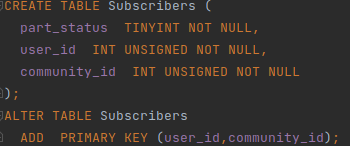 CREATE TABLE Subscribers (
part_status TINYINT NOT NULL,
user_id INT UNSIGNED NOT NULL,
community_id INT UNSIGNED NOT NULL
);
ALTER TABLE Subscribers
ADD PRIMARY KEY (user_id,community_id);